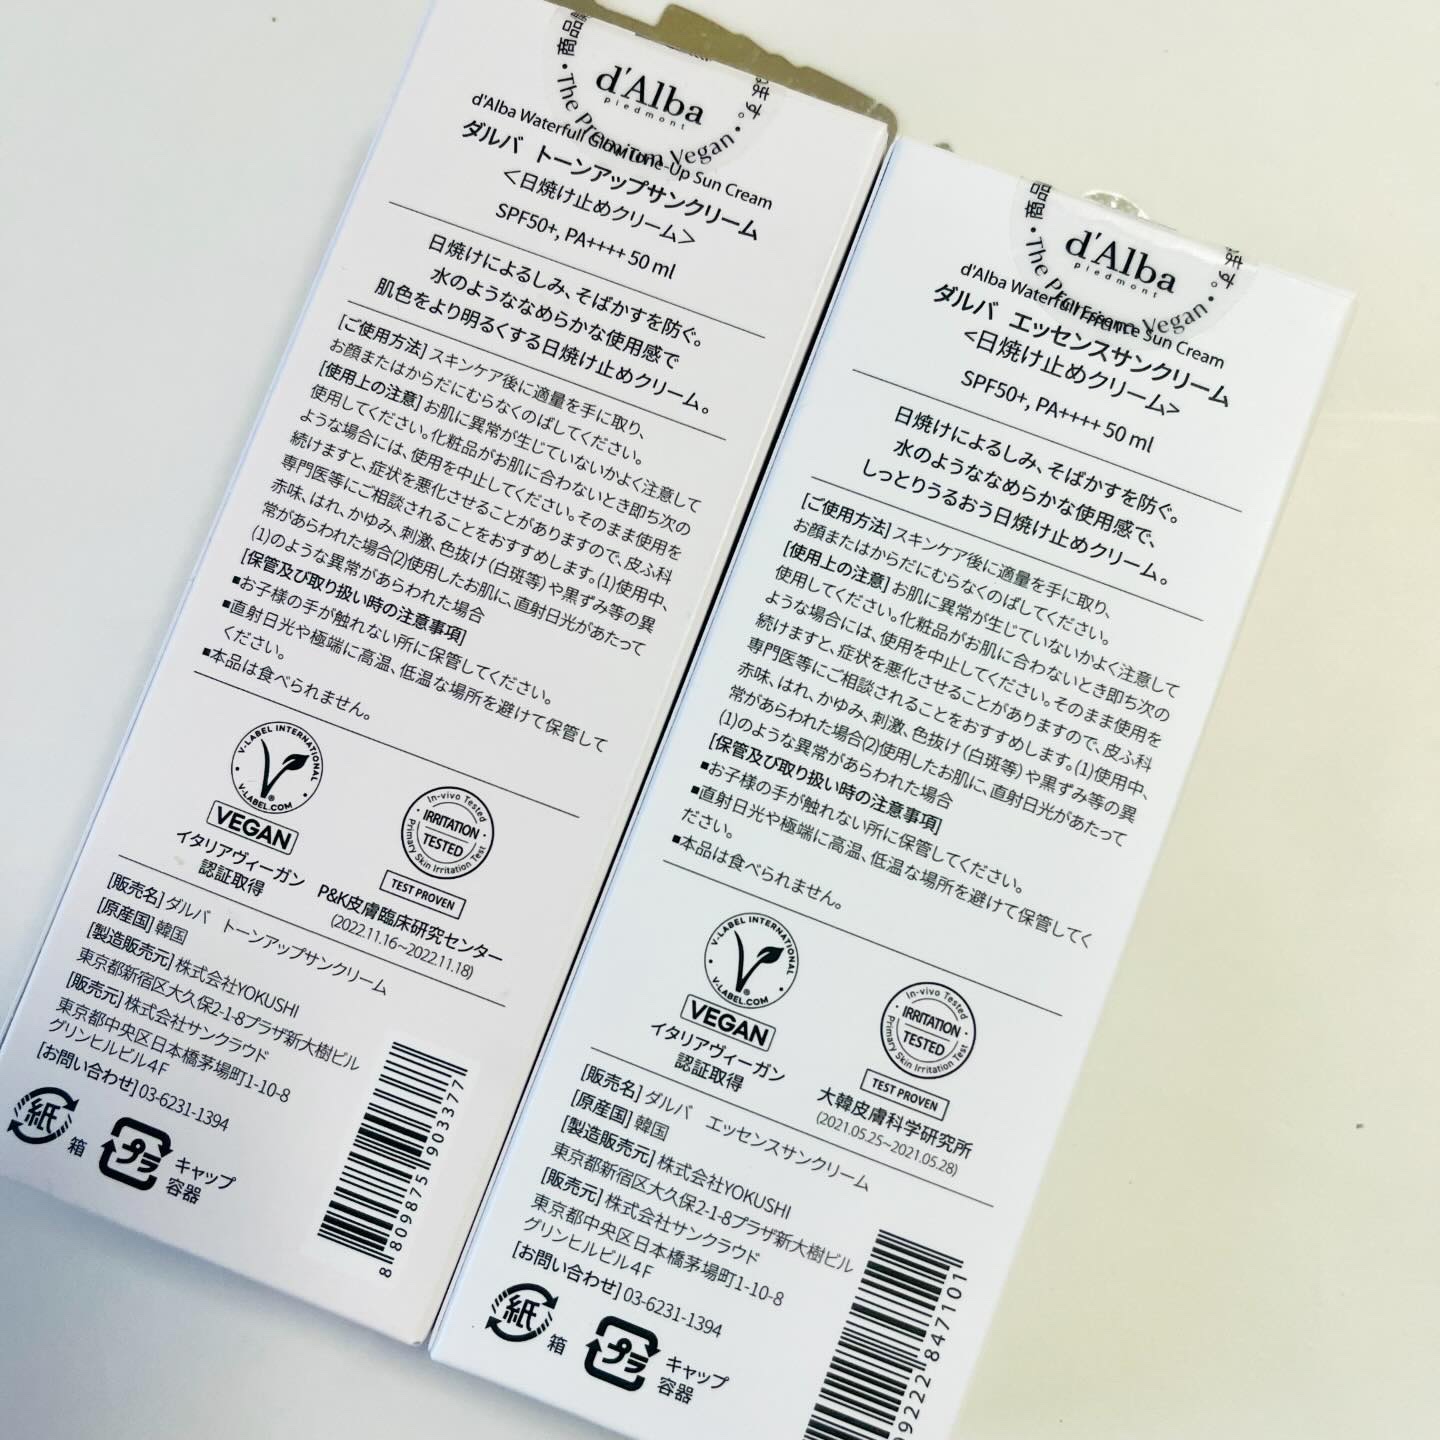 商品
ます。
d'Alba
Piedmont
The Premium Vegan
d'Alba Waterfull Tone-Up Sun Cream
ダルバ トーンアップサンクリーム
<日焼け止めクリーム>
SPF50+, PA++++ 50 ml
日焼けによるしみ、そばかすを防ぐ。
水のようななめらかな使用感で
肌色をより明るくする日焼け止めクリーム。
[ご使用方法] スキンケア後に適量を手に取り、
お顔またはからだにむらなくのばしてください。
[使用上の注意] お肌に異常が生じていないかよく注意して
使用してください。化粧品がお肌に合わないとき即ち次の
ような場合には、使用を中止してください。そのまま使用を
続けますと、症状を悪化させることがありますので、皮ふ科
専門医等にご相談されることをおすすめします。(1)使用中、
赤味、はれ、かゆみ、刺激、色抜け(白斑等)や黒ずみ等の異
常があらわれた場合(2)使用したお肌に、直射日光があたって
(1)のような異常があらわれた場合
[保管及び取り扱い時の注意事項]
■お子様の手が触れない所に保管してください。
■直射日光や極端に高温、低温な場所を避けて保管して
ください。
■本品は食べられません。
V-LABEL INTERNATIONAL
V-LABEL.COM
VEGAN
イタリアヴィーガン
認証取得
In-vivo Tested
IRRITATION
TESTED
Primary Skin Irritation Test
TEST PROVEN
P&K皮膚臨床研究センター
(2022.11.16~2022.11.18)
[販売名] ダルバ トーンアップサンクリーム
[原産国] 韓国
[製造販売元] 株式会社YOKUSHI
東京都新宿区大久保2-1-8プラザ新大樹ビル
[販売元] 株式会社サンクラウド
東京都中央区日本橋茅場町1-10-8
グリンヒルビル4F
[お問い合わせ] 03-6231-1394
紙
箱
プラ
キャップ
容器
8 809875 903377
商品
ます。
d'Alba
Piedmont
The Premium Vegan
d'Alba Waterfull Essence Sun Cream
ダルバ エッセンスサンクリーム
<日焼け止めクリーム>
SPF50+, PA++++ 50 ml
日焼けによるしみ、そばかすを防ぐ。
水のようななめらかな使用感で、
しっとりうるおう日焼け止めクリーム。
[ご使用方法] スキンケア後に適量を手に取り、
お顔またはからだにむらなくのばしてください。
[使用上の注意] お肌に異常が生じていないかよく注意して
使用してください。化粧品がお肌に合わないとき即ち次の
ような場合には、使用を中止してください。そのまま使用を
続けますと、症状を悪化させることがありますので、皮ふ科
専門医等にご相談されることをおすすめします。(1)使用中、
赤味、はれ、かゆみ、刺激、色抜け(白斑等)や黒ずみ等の異
常があらわれた場合(2)使用したお肌に、直射日光があたって
(1)のような異常があらわれた場合
[保管及び取り扱い時の注意事項]
■お子様の手が触れない所に保管してください。
■直射日光や極端に高温、低温な場所を避けて保管してく
ださい。
■本品は食べられません。
V-LABEL INTERNATIONAL
V-LABEL.COM
VEGAN
イタリアヴィーガン
認証取得
In-vivo Tested
IRRITATION
TESTED
Primary Skin Irritation Test
TEST PROVEN
大韓皮膚科学研究所
(2021.05.25~2021.05.28)
[販売名] ダルバ エッセンスサンクリーム
[原産国] 韓国
[製造販売元] 株式会社YOKUSHI
東京都新宿区大久保2-1-8プラザ新大樹ビル
[販売元] 株式会社サンクラウド
東京都中央区日本橋茅場町1-10-8
グリンヒルビル4F
[お問い合わせ] 03-6231-1394
紙
箱
プラ
キャップ
容器
92222 847101